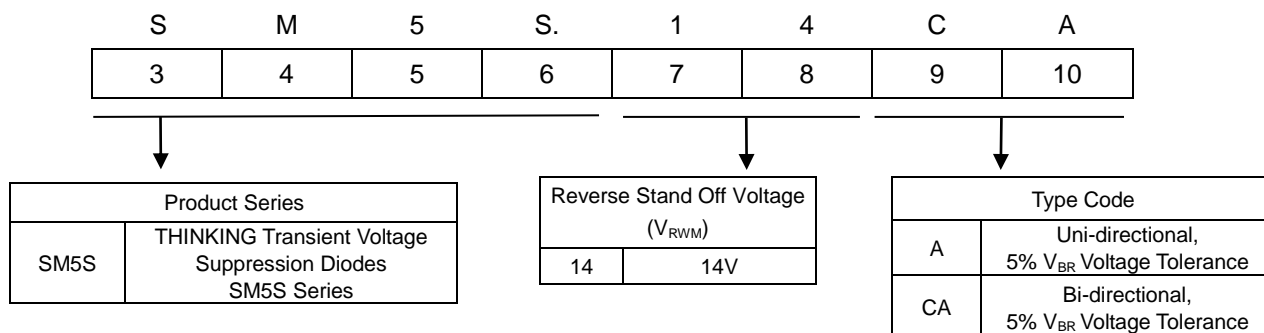 S M 5 S. 1 4 C A
3 4 5 6 7 8 9 10
Product Series
SM5S
THINKING Transient Voltage
Suppression Diodes
SM5S Series
Reverse Stand Off Voltage
(VRWM)
14 14V
Type Code
A
Uni-directional,
5% VBR Voltage Tolerance
CA
Bi-directional,
5% VBR Voltage Tolerance